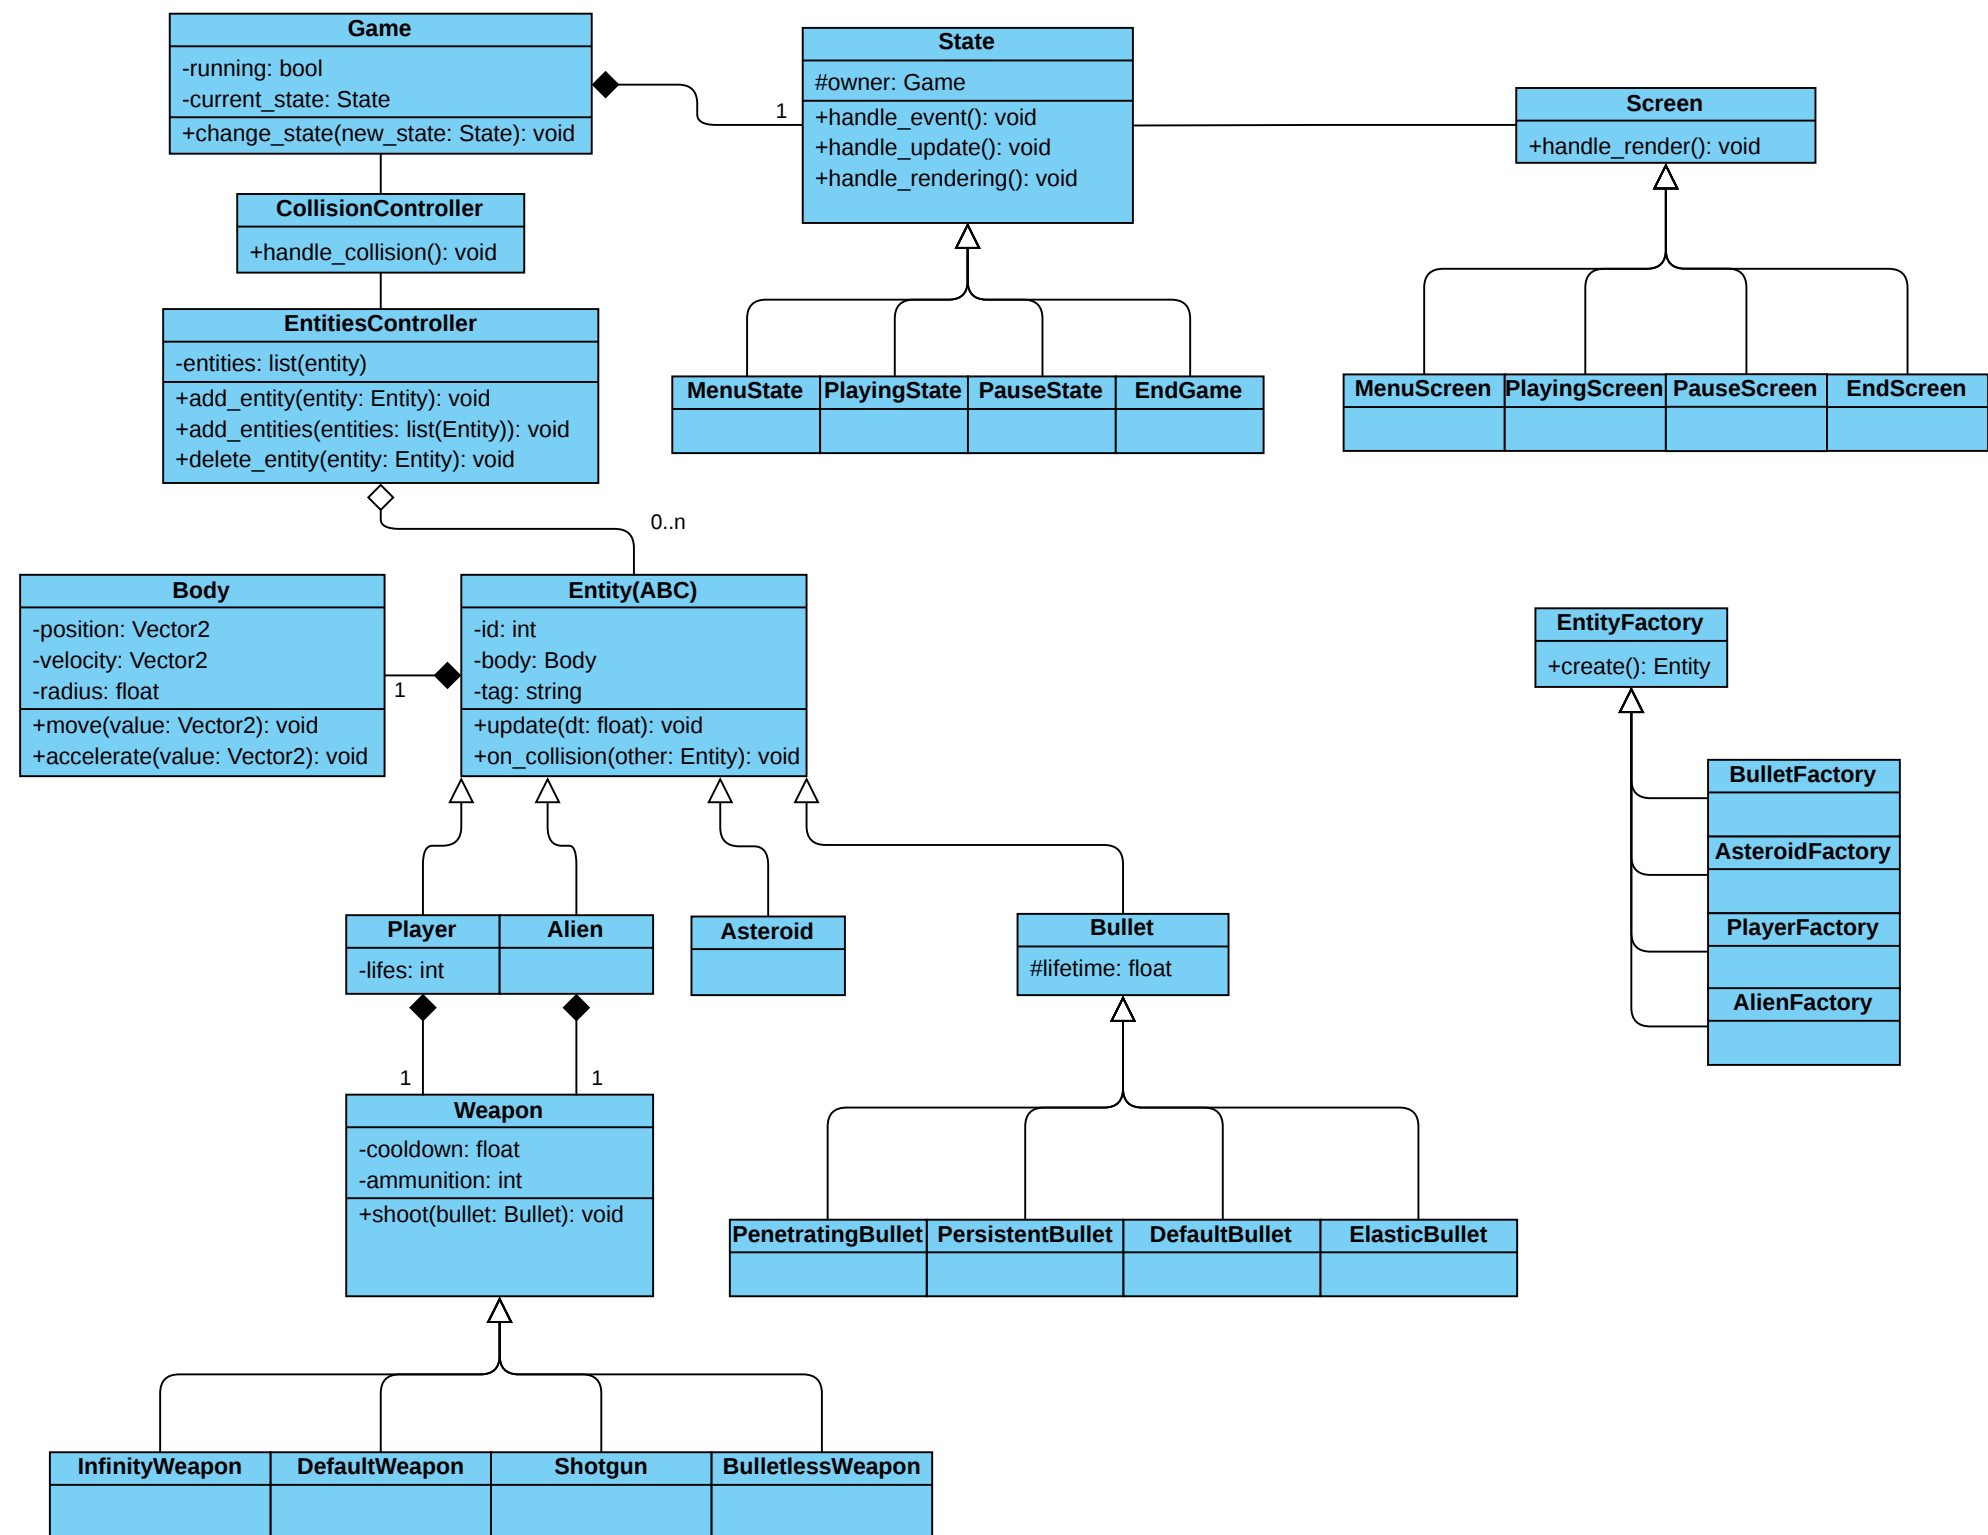 Game
-running: bool
-current_state: State
+change_state(new_state: State): void
State
#owner: Game
+handle_event(): void
+handle_update(): void
+handle_rendering(): void
1
Screen
+handle_render(): void
CollisionController
+handle_collision(): void
EntitiesController
-entities: list(entity)
+add_entity(entity: Entity): void
+add_entities(entities: list(Entity)): void
+delete_entity(entity: Entity): void
MenuState
PlayingState
PauseState
EndGame
MenuScreen
PlayingScreen
PauseScreen
EndScreen
0..n
Body
-position: Vector2
-velocity: Vector2
-radius: float
+move(value: Vector2): void
+accelerate(value: Vector2): void
1
Entity(ABC)
-id: int
-body: Body
-tag: string
+update(dt: float): void
+on_collision(other: Entity): void
EntityFactory
+create(): Entity
BulletFactory
AsteroidFactory
PlayerFactory
AlienFactory
Player
-lifes: int
Alien
Asteroid
Bullet
#lifetime: float
1
1
Weapon
-cooldown: float
-ammunition: int
+shoot(bullet: Bullet): void
PenetratingBullet
PersistentBullet
DefaultBullet
ElasticBullet
InfinityWeapon
DefaultWeapon
Shotgun
BulletlessWeapon